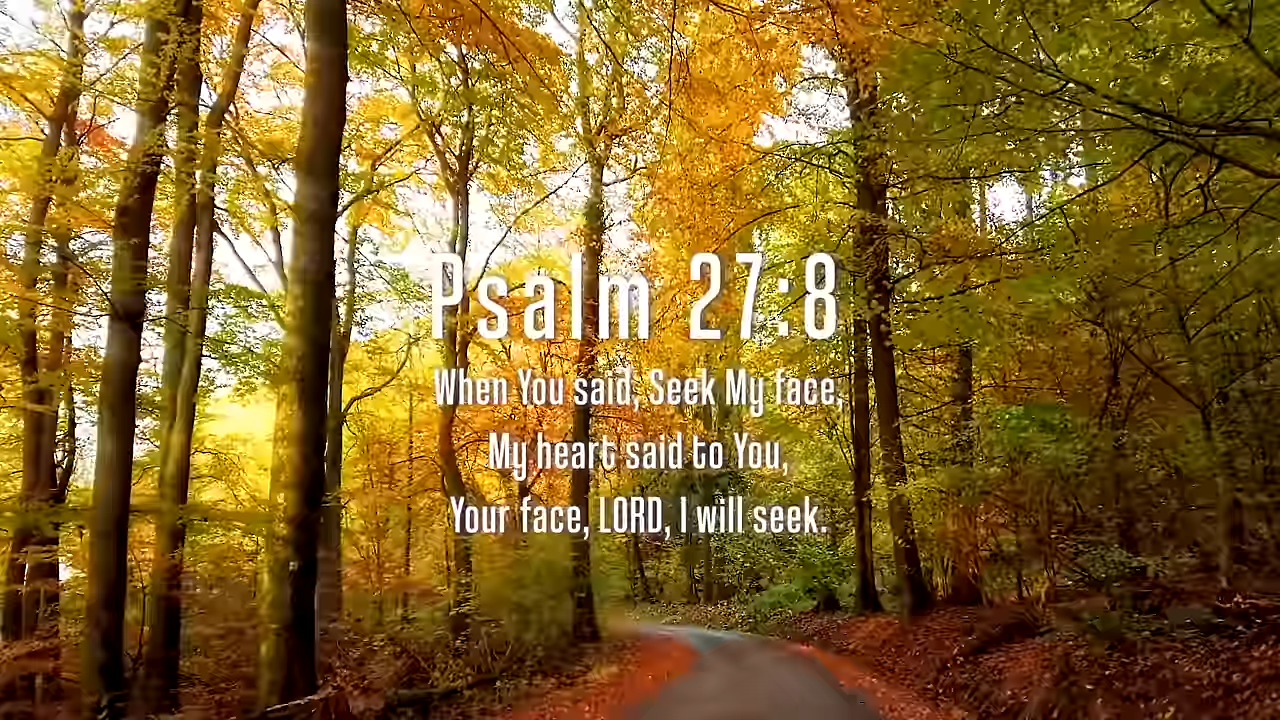 Psalm 27:8
When You said, Seek My face,
My heart said to You,
Your face, LORD, I will seek.